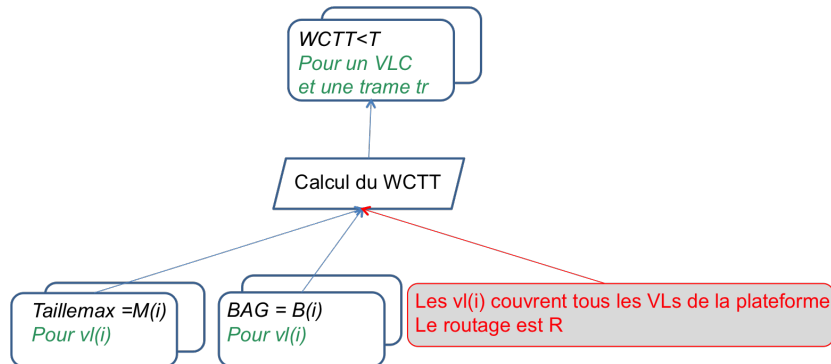 WCTT<T
Pour un VLC
et une trame tr
Calcul du WCTT
Taillemax =M(i)
Pour vl(i)
BAG = B(i)
Pour vl(i)
Les vl(i) couvrent tous les VLs de la plateforme
Le routage est R